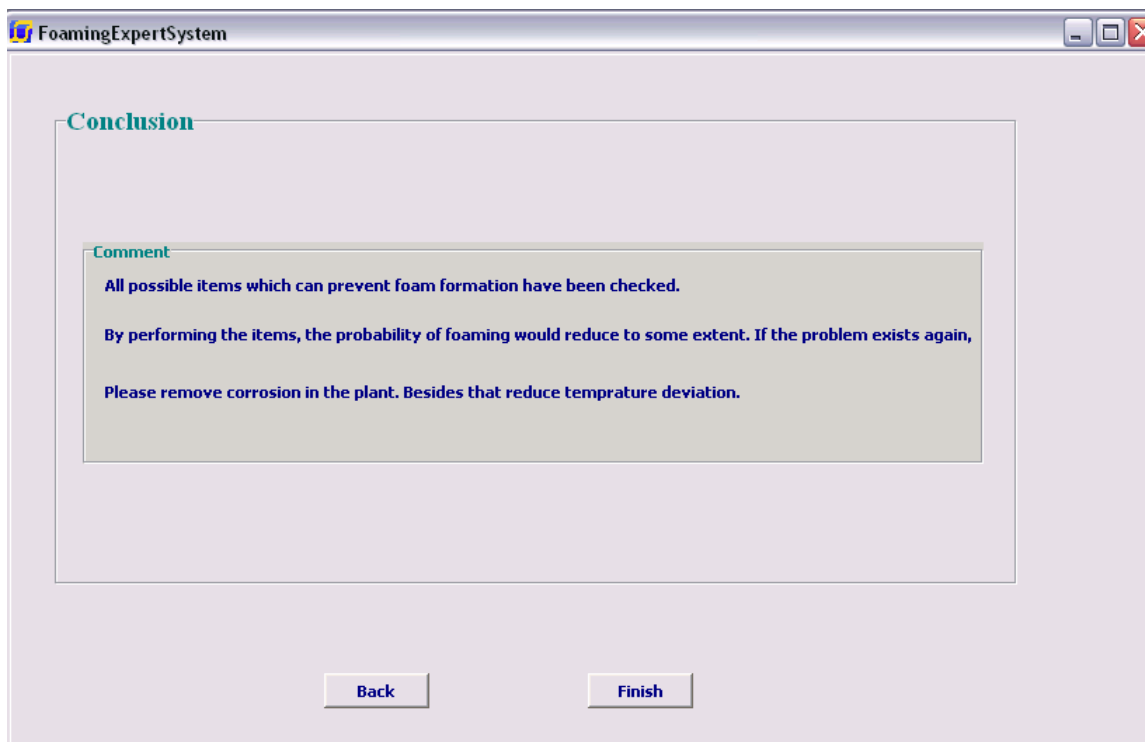 FoamingExpertSystem
Conclusion
Comment
All possible items which can prevent foam formation have been checked.
By performing the items, the probability of foaming would reduce to some extent. If the problem exists again,
Please remove corrosion in the plant. Besides that reduce temprature deviation.
Back
Finish